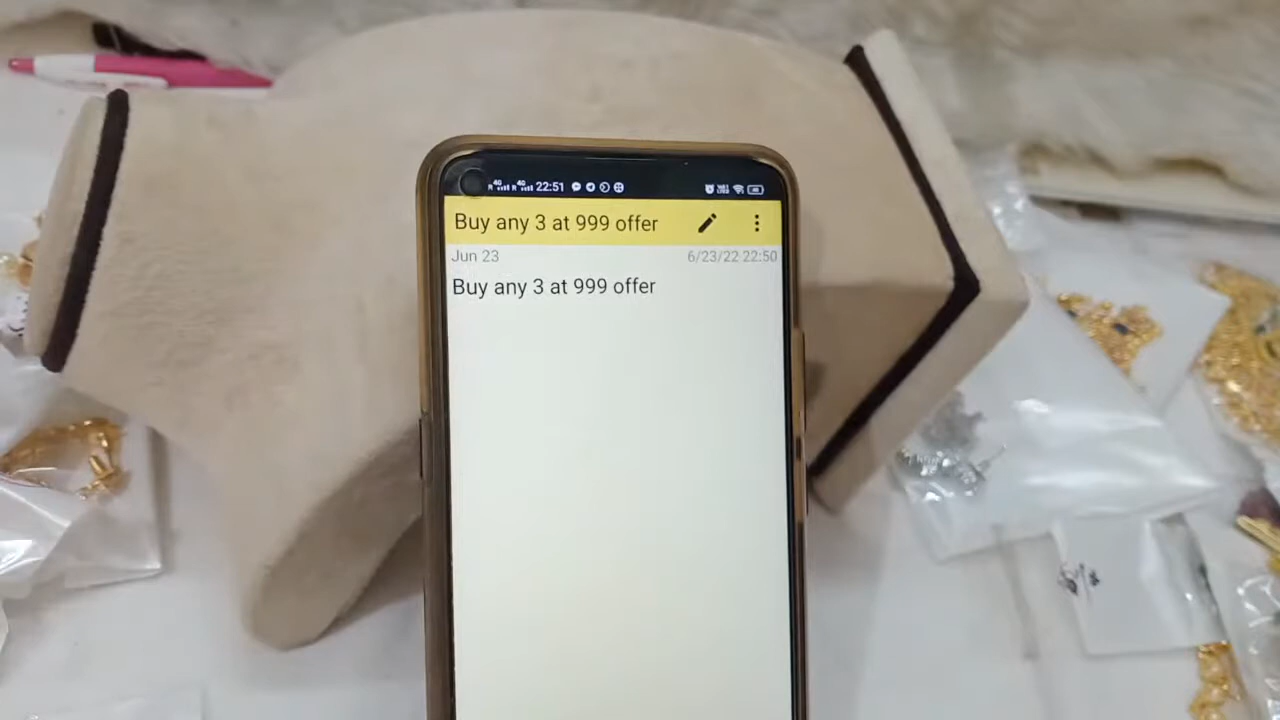 22:51
Buy any 3 at 999 offer
Jun 23 6/23/22 22:50
Buy any 3 at 999 offer